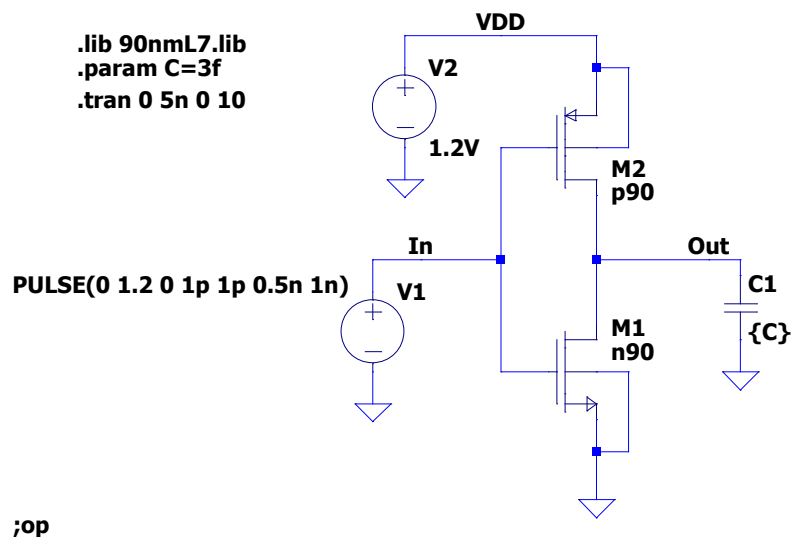 .lib 90nmL7.lib
.param C=3f
.tran 0 5n 0 10
VDD
V2
1.2V
M2
p90
In
Out
PULSE(0 1.2 0 1p 1p 0.5n 1n)
V1
C1
{C}
M1
n90
;op